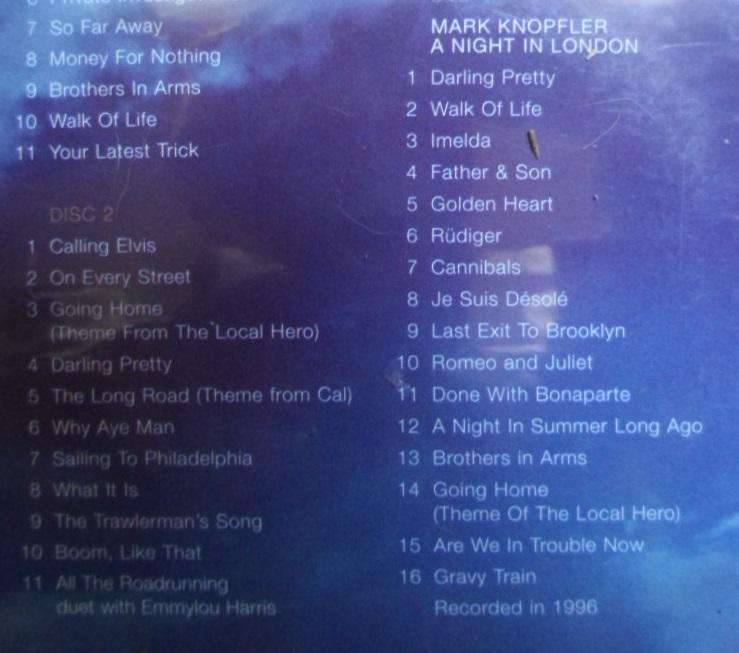 7 So Far Away
8 Money For Nothing
9 Brothers In Arms
10 Walk Of Life
11 Your Latest Trick
DISC 2
1 Calling Elvis
2 On Every Street
3 Going Home
(Theme From The Local Hero)
4 Darling Pretty
5 The Long Road (Theme from Cal)
6 Why Aye Man
7 Sailing To Philadelphia
8 What It Is
9 The Trawlerman's Song
10 Boom, Like That
11 All The Roadrunning
duet with Emmylou Harris
MARK KNOPFLER
A NIGHT IN LONDON
1 Darling Pretty
2 Walk Of Life
3 Imelda
4 Father & Son
5 Golden Heart
6 Rüdiger
7 Cannibals
8 Je Suis Désolé
9 Last Exit To Brooklyn
10 Romeo and Juliet
11 Done With Bonaparte
12 A Night In Summer Long Ago
13 Brothers in Arms
14 Going Home
(Theme Of The Local Hero)
15 Are We In Trouble Now
16 Gravy Train
Recorded in 1996